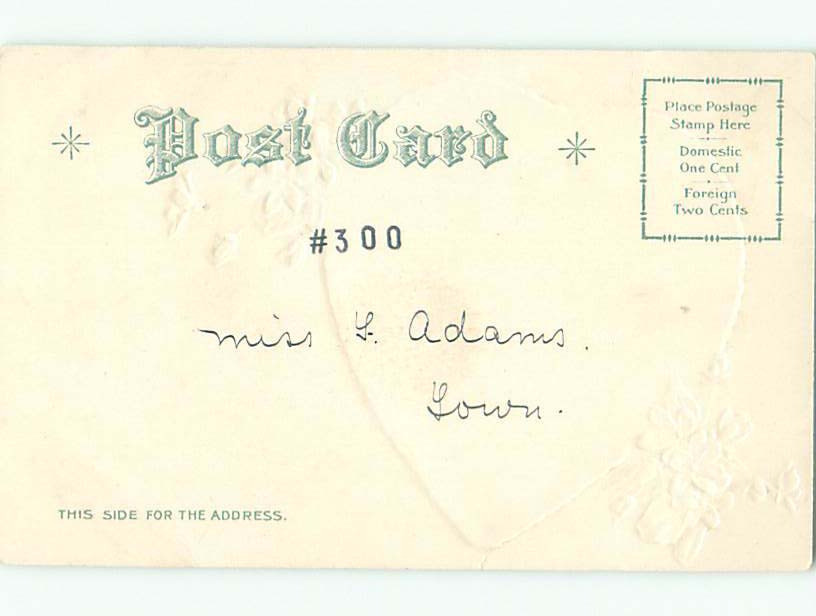 Post Card
Place Postage
Stamp Here
Domestic
One Cent
Foreign
Two Cents
#300
Miss Adams.
Town.
THIS SIDE FOR THE ADDRESS.